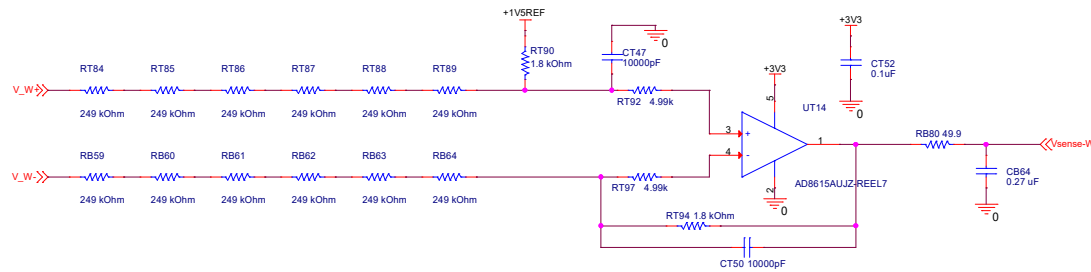 +1V5REF
+3V3
RT84
RT85
RT86
RT87
RT88
RT89
RT90
1.8 kOhm
CT47
10000pF
0
CT52
0.1uF
0
+3V3
V_W+
249 kOhm
249 kOhm
249 kOhm
249 kOhm
249 kOhm
249 kOhm
RT92 4.99k
5
UT14
3
+
1
RB80 49.9
Vsense-W
RB59
RB60
RB61
RB62
RB63
RB64
4
-
V_W-
249 kOhm
249 kOhm
249 kOhm
249 kOhm
249 kOhm
249 kOhm
RT97 4.99k
2
AD8615AUJZ-REEL7
0
CB64
0.27 uF
0
RT94 1.8 kOhm
CT50 10000pF